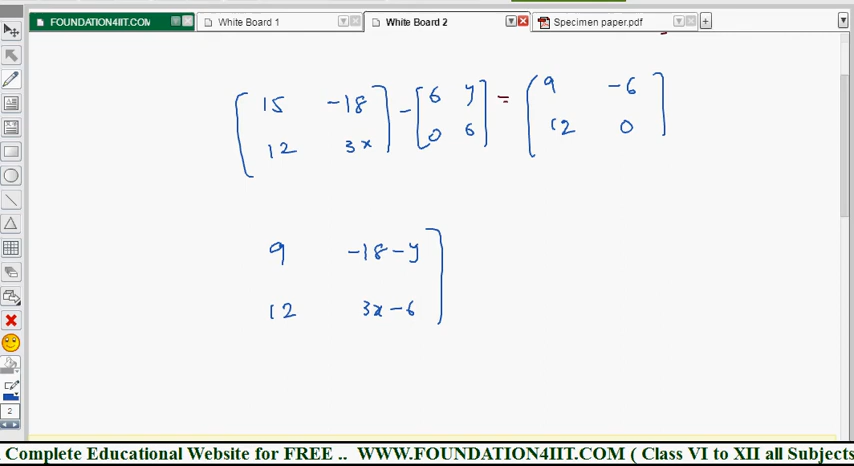 FOUNDATION4IIT.COM White Board 1 White Board 2 Specimen paper.pdf
15 -18 - 6 y = 9 -6
12 3x 0 6 12 0
9 -18-y
12 3x-6
2
Complete Educational Website for FREE .. WWW.FOUNDATION4IIT.COM ( Class VI to XII all Subjects